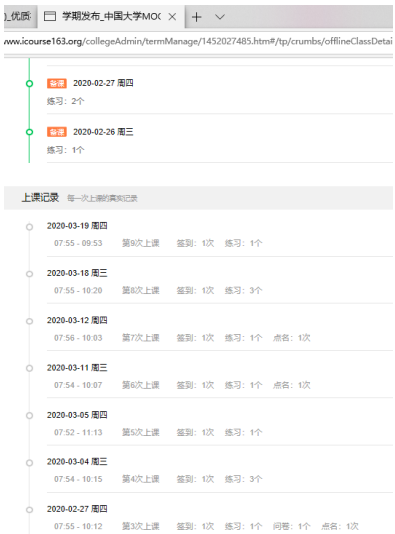 )_优质
学期发布_中国大学MOC × +
www.icourse163.org/collegeAdmin/termManage/1452027485.htm#/tp/crumbs/offlineClassDetai
备课 2020-02-27 周四
练习：2个
备课 2020-02-26 周三
练习：1个
上课记录 每一次上课的真实记录
2020-03-19 周四
07:55 - 09:53 第9次上课 签到：1次 练习：1个
2020-03-18 周三
07:55 - 10:20 第8次上课 签到：1次 练习：3个
2020-03-12 周四
07:56 - 10:03 第7次上课 签到：1次 练习：1个 点名：1次
2020-03-11 周三
07:54 - 10:07 第6次上课 签到：1次 练习：1个 点名：1次
2020-03-05 周四
07:52 - 11:13 第5次上课 签到：1次 练习：1个
2020-03-04 周三
07:54 - 10:15 第4次上课 签到：1次 练习：3个
2020-02-27 周四
07:55 - 10:12 第3次上课 签到：1次 练习：1个 问卷：1个 点名：1次